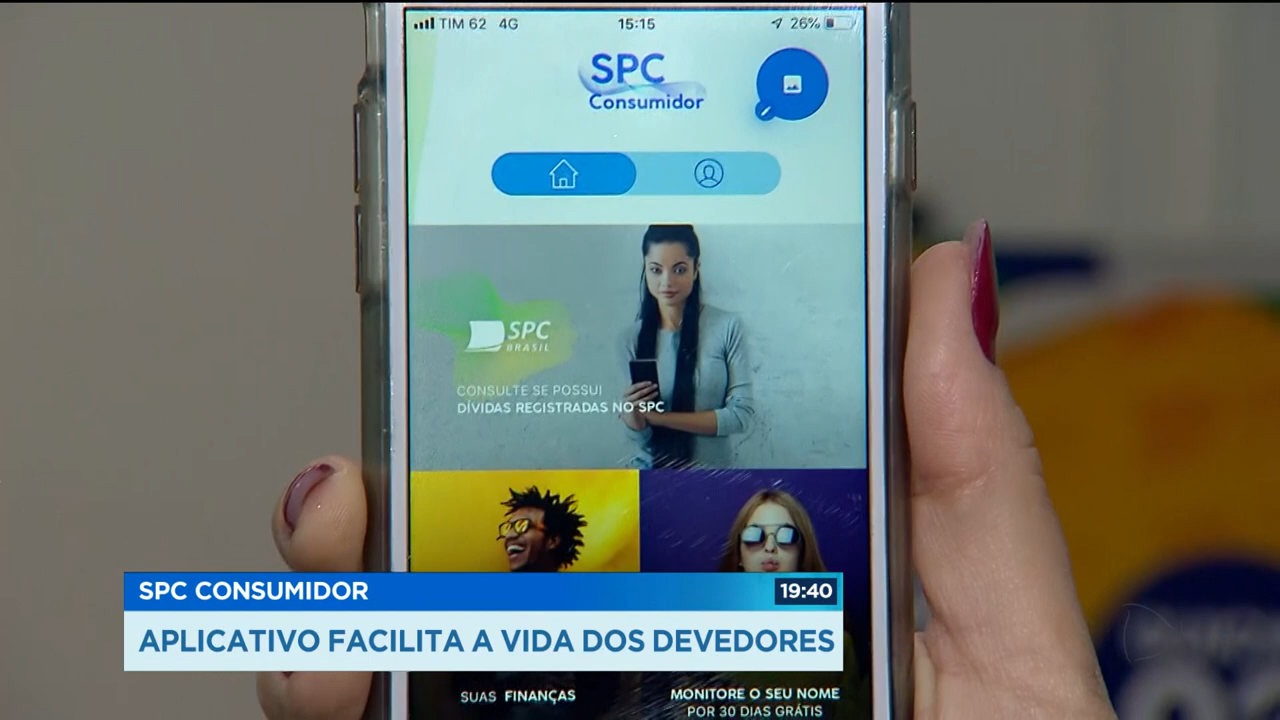 TIM 62 4G 15:15 26%
SPC
Consumidor
SPC
BRASIL
CONSULTE SE POSSUI
DÍVIDAS REGISTRADAS NO SPC
SPC CONSUMIDOR 19:40
APLICATIVO FACILITA A VIDA DOS DEVEDORES
SUAS FINANÇAS
MONITORE O SEU NOME
POR 30 DIAS GRÁTIS